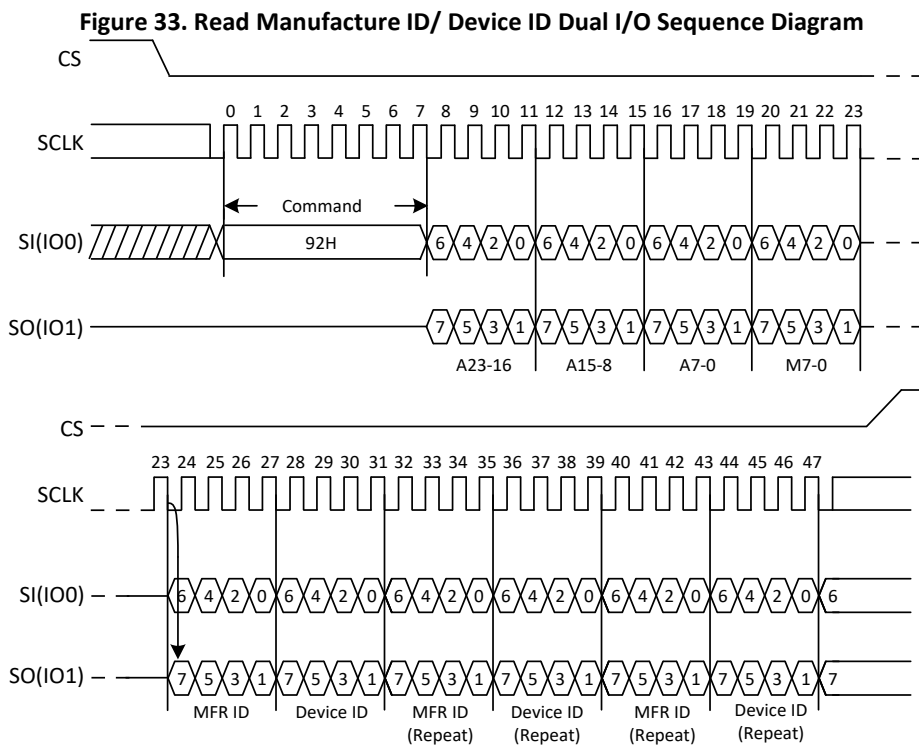 Figure 33. Read Manufacture ID/ Device ID Dual I/O Sequence Diagram
CS
0 1 2 3 4 5 6 7 8 9 10 11 12 13 14 15 16 17 18 19 20 21 22 23
SCLK
Command
SI(IO0) 92H 6 4 2 0 6 4 2 0 6 4 2 0 6 4 2 0
SO(IO1) 7 5 3 1 7 5 3 1 7 5 3 1 7 5 3 1
A23-16 A15-8 A7-0 M7-0
CS
23 24 25 26 27 28 29 30 31 32 33 34 35 36 37 38 39 40 41 42 43 44 45 46 47
SCLK
SI(IO0) 6 4 2 0 6 4 2 0 6 4 2 0 6 4 2 0 6 4 2 0 6 4 2 0 6
SO(IO1) 7 5 3 1 7 5 3 1 7 5 3 1 7 5 3 1 7 5 3 1 7 5 3 1 7
MFR ID Device ID MFR ID Device ID MFR ID Device ID
(Repeat) (Repeat) (Repeat) (Repeat)